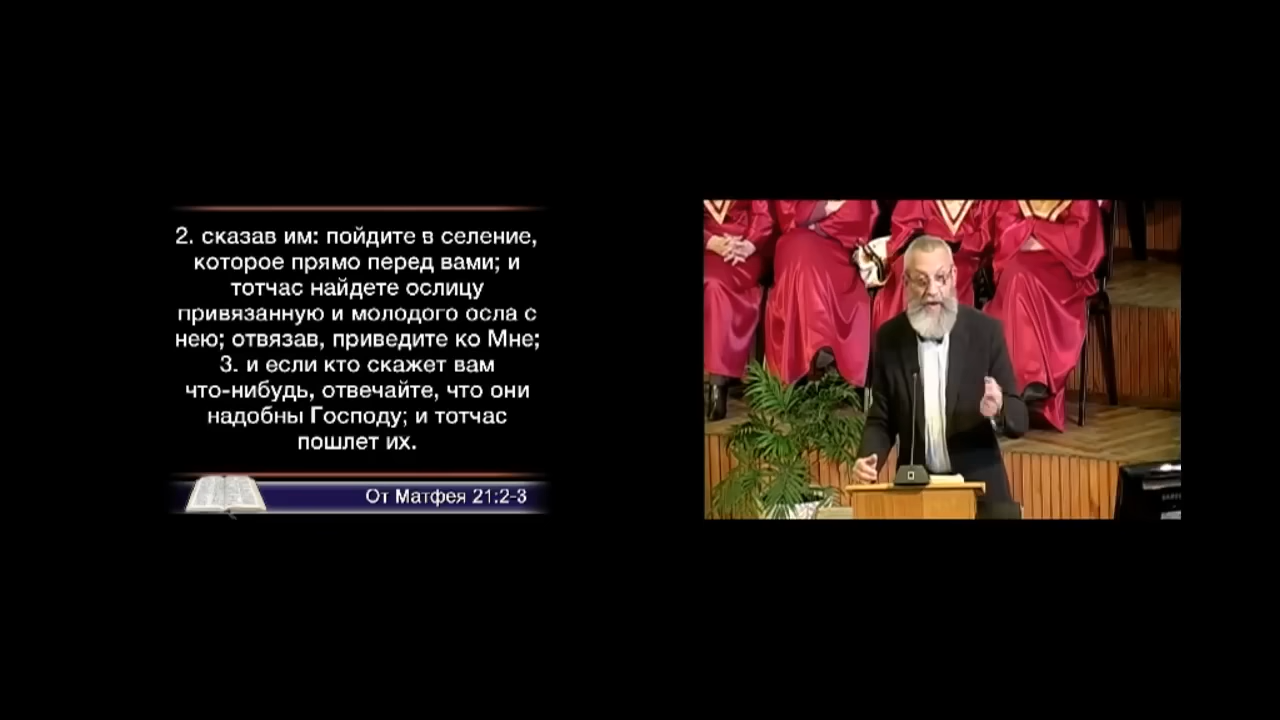 2. сказав им: пойдите в селение,
которое прямо перед вами; и
тотчас найдете ослицу
привязанную и молодого осла с
нею; отвязав, приведите ко Мне;
3. и если кто скажет вам
что-нибудь, отвечайте, что они
надобны Господу; и тотчас
пошлет их.
От Матфея 21:2-3